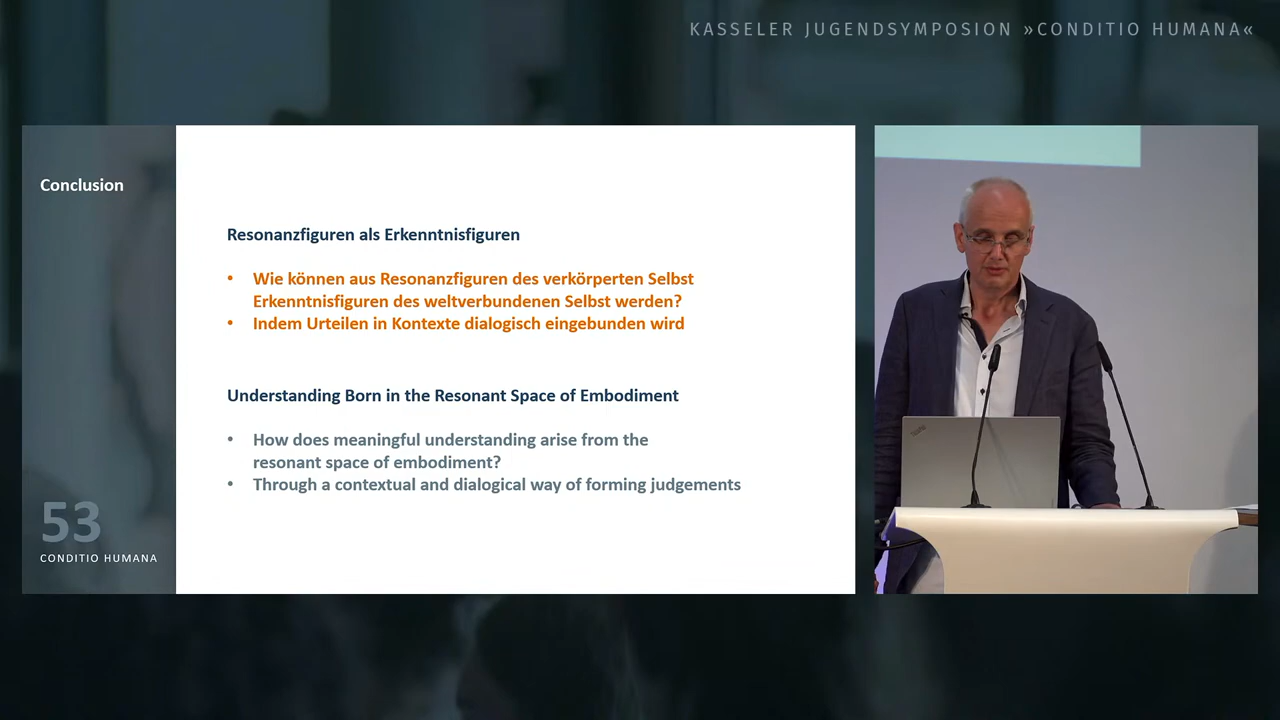 KASSELER JUGENDSYMPOSION »CONDITIO HUMANA«
Conclusion
Resonanzfiguren als Erkenntnisfiguren
• Wie können aus Resonanzfiguren des verkörperten Selbst
Erkenntnisfiguren des weltverbundenen Selbst werden?
• Indem Urteilen in Kontexte dialogisch eingebunden wird
Understanding Born in the Resonant Space of Embodiment
• How does meaningful understanding arise from the
resonant space of embodiment?
• Through a contextual and dialogical way of forming judgements
53
CONDITIO HUMANA